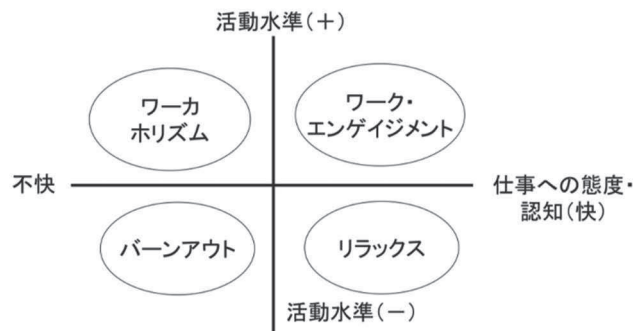 活動水準(+)
ワーカ
ホリズム
ワーク・
エンゲイジメント
不快
仕事への態度・
認知(快)
バーンアウト
リラックス
活動水準(-)